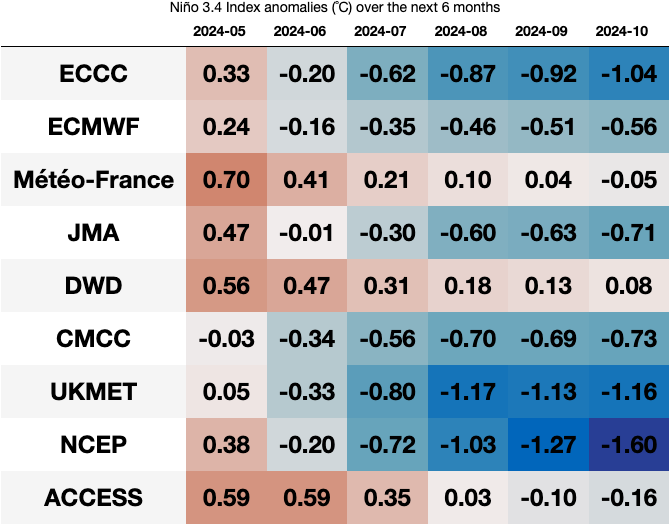 Niño 3.4 Index anomalies (℃) over the next 6 months
2024-05 2024-06 2024-07 2024-08 2024-09 2024-10
ECCC 0.33 -0.20 -0.62 -0.87 -0.92 -1.04
ECMWF 0.24 -0.16 -0.35 -0.46 -0.51 -0.56
Météo-France 0.70 0.41 0.21 0.10 0.04 -0.05
JMA 0.47 -0.01 -0.30 -0.60 -0.63 -0.71
DWD 0.56 0.47 0.31 0.18 0.13 0.08
CMCC -0.03 -0.34 -0.56 -0.70 -0.69 -0.73
UKMET 0.05 -0.33 -0.80 -1.17 -1.13 -1.16
NCEP 0.38 -0.20 -0.72 -1.03 -1.27 -1.60
ACCESS 0.59 0.59 0.35 0.03 -0.10 -0.16